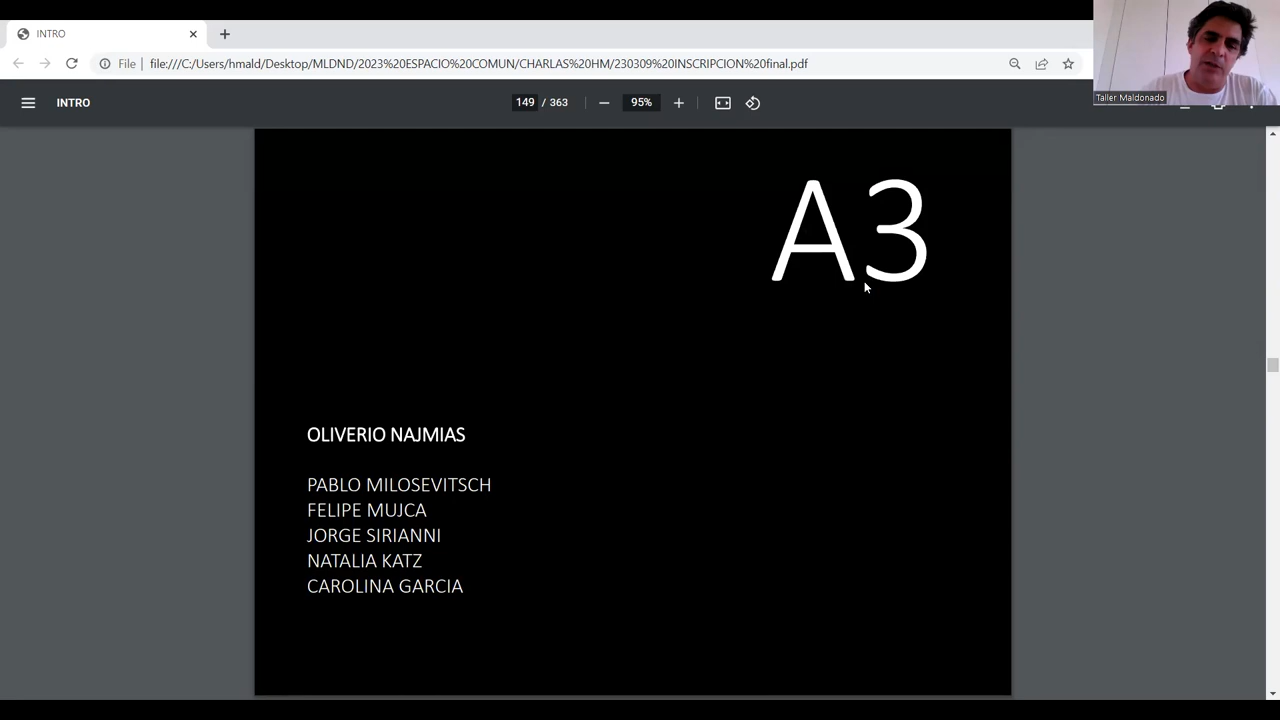 INTRO
File
file:///C:/Users/hmald/Desktop/MLDND/2023%20ESPACIO%20COMUN/CHARLAS%20HM/230309%20INSCRIPCION%20final.pdf
Taller Maldonado
INTRO
149 / 363
95%
A3
OLIVERIO NAJMIAS
PABLO MILOSEVITSCH
FELIPE MUJCA
JORGE SIRIANNI
NATALIA KATZ
CAROLINA GARCIA